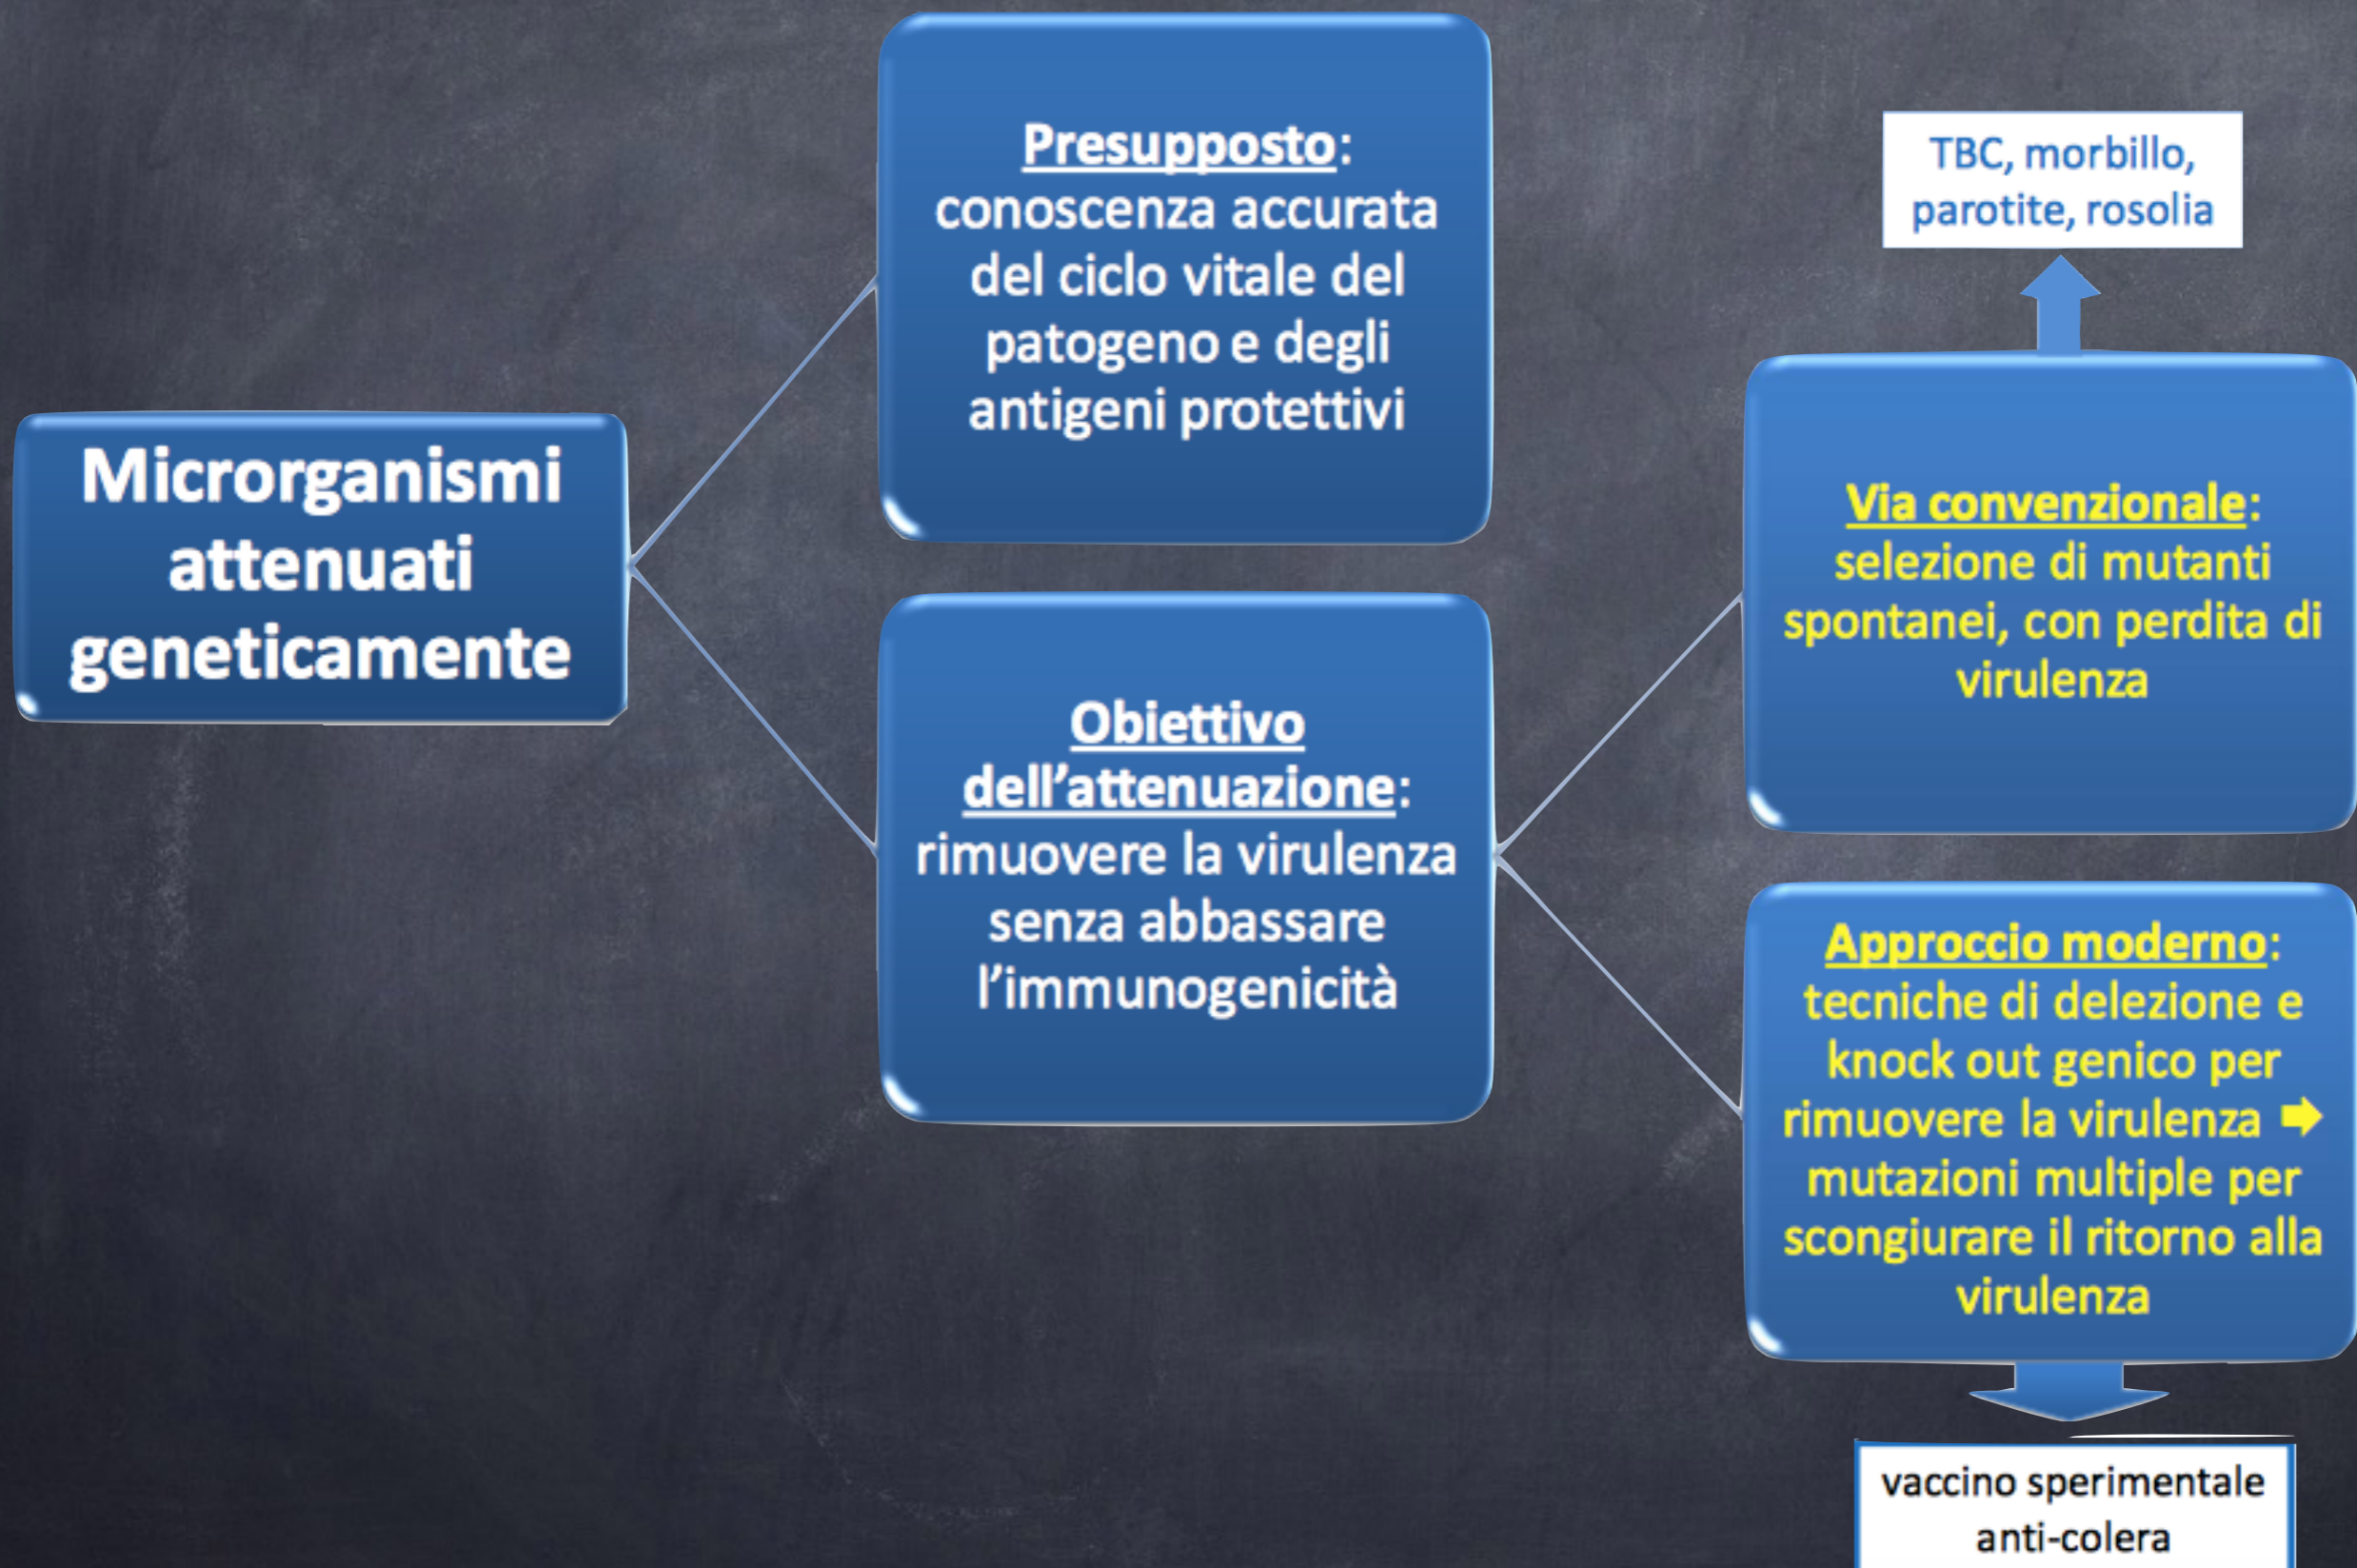 Microrganismi
attenuati
geneticamente
Presupposto:
conoscenza accurata
del ciclo vitale del
patogeno e degli
antigeni protettivi
Obiettivo
dell’attenuazione:
rimuovere la virulenza
senza abbassare
l’immunogenicità
TBC, morbillo,
parotite, rosolia
Via convenzionale:
selezione di mutanti
spontanei, con perdita di
virulenza
Approccio moderno:
tecniche di delezione e
knock out genico per
rimuovere la virulenza ➡
mutazioni multiple per
scongiurare il ritorno alla
virulenza
vaccino sperimentale
anti-colera